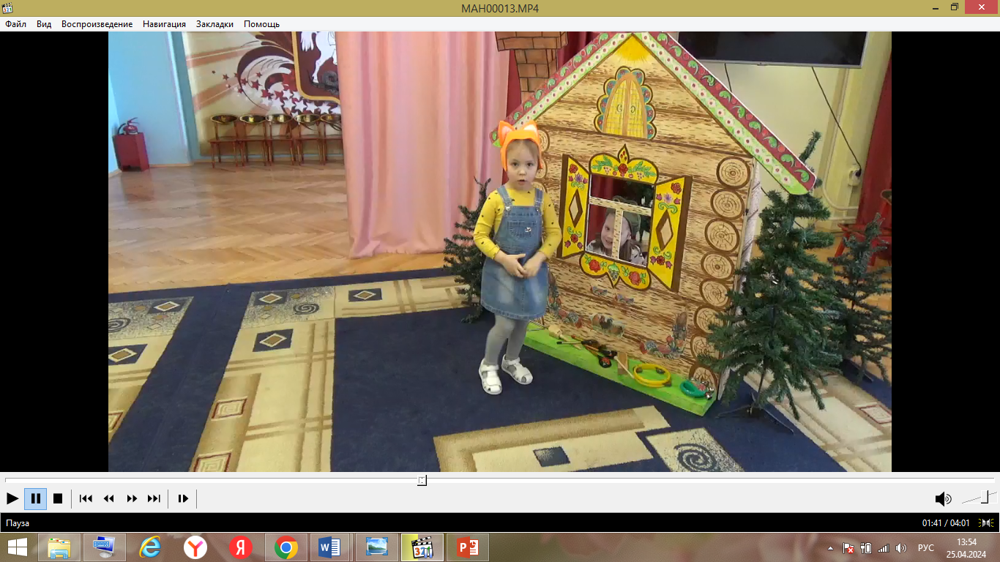 MAH00013.MP4
Файл Вид Воспроизведение Навигация Закладки Помощь
Пауза
01:41 / 04:01
РУС
13:54
25.04.2024